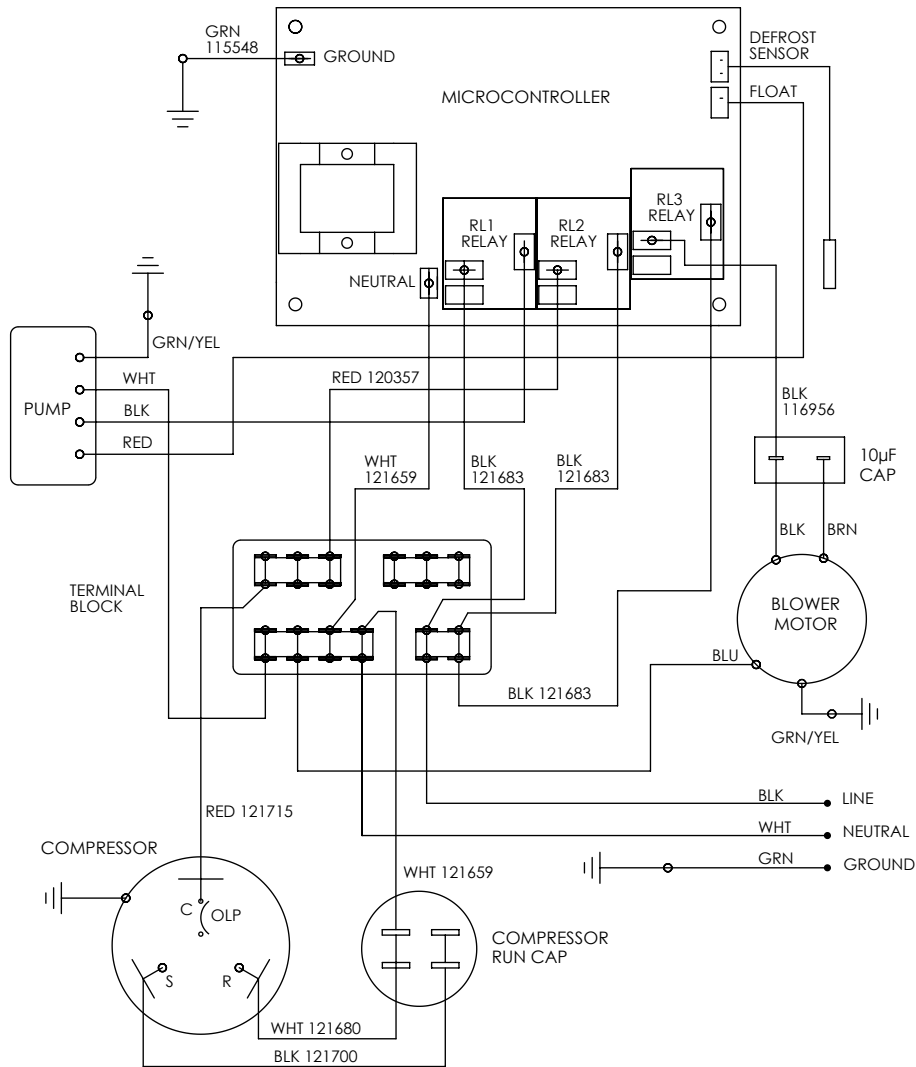 GRN
115548
GROUND
MICROCONTROLLER
DEFROST
SENSOR
FLOAT
RL1
RELAY
RL2
RELAY
RL3
RELAY
NEUTRAL
GRN/YEL
PUMP
WHT
BLK
RED
RED 120357
WHT
121659
BLK
121683
BLK
121683
BLK
116956
10µF
CAP
BLK
BRN
TERMINAL
BLOCK
BLOWER
MOTOR
BLU
BLK 121683
GRN/YEL
RED 121715
BLK
LINE
WHT
NEUTRAL
GRN
GROUND
COMPRESSOR
C
OLP
S
R
WHT 121659
COMPRESSOR
RUN CAP
WHT 121680
BLK 121700